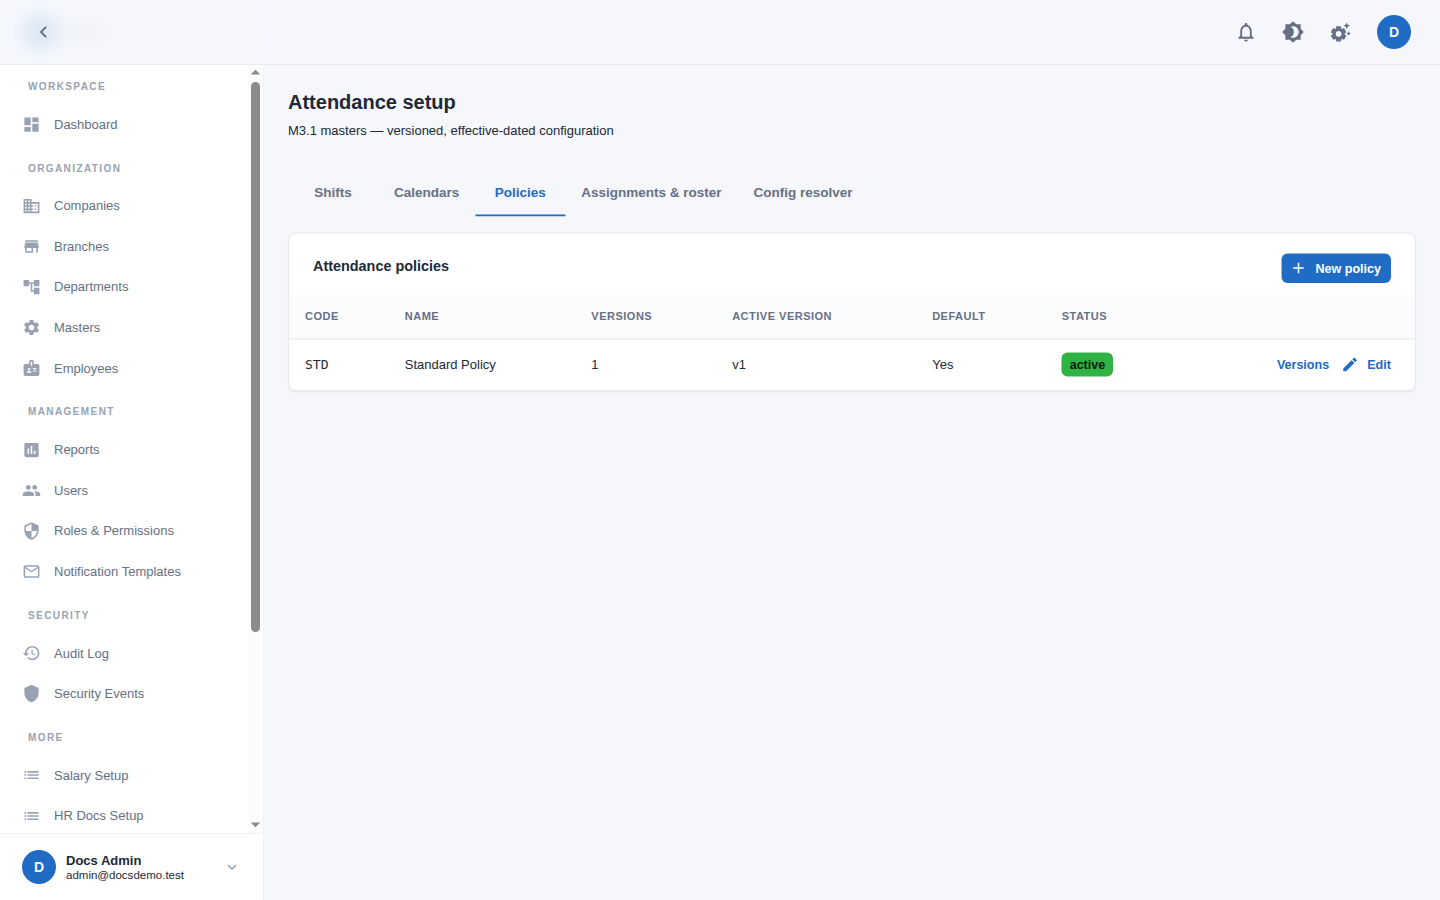 D
WORKSPACE
Dashboard
ORGANIZATION
Companies
Branches
Departments
Masters
Employees
MANAGEMENT
Reports
Users
Roles & Permissions
Notification Templates
SECURITY
Audit Log
Security Events
MORE
Salary Setup
HR Docs Setup
D
Docs Admin
admin@docsdemo.test
Attendance setup
M3.1 masters — versioned, effective-dated configuration
Shifts Calendars Policies Assignments & roster Config resolver
Attendance policies
New policy
CODE NAME VERSIONS ACTIVE VERSION DEFAULT STATUS
STD Standard Policy 1 v1 Yes active Versions Edit